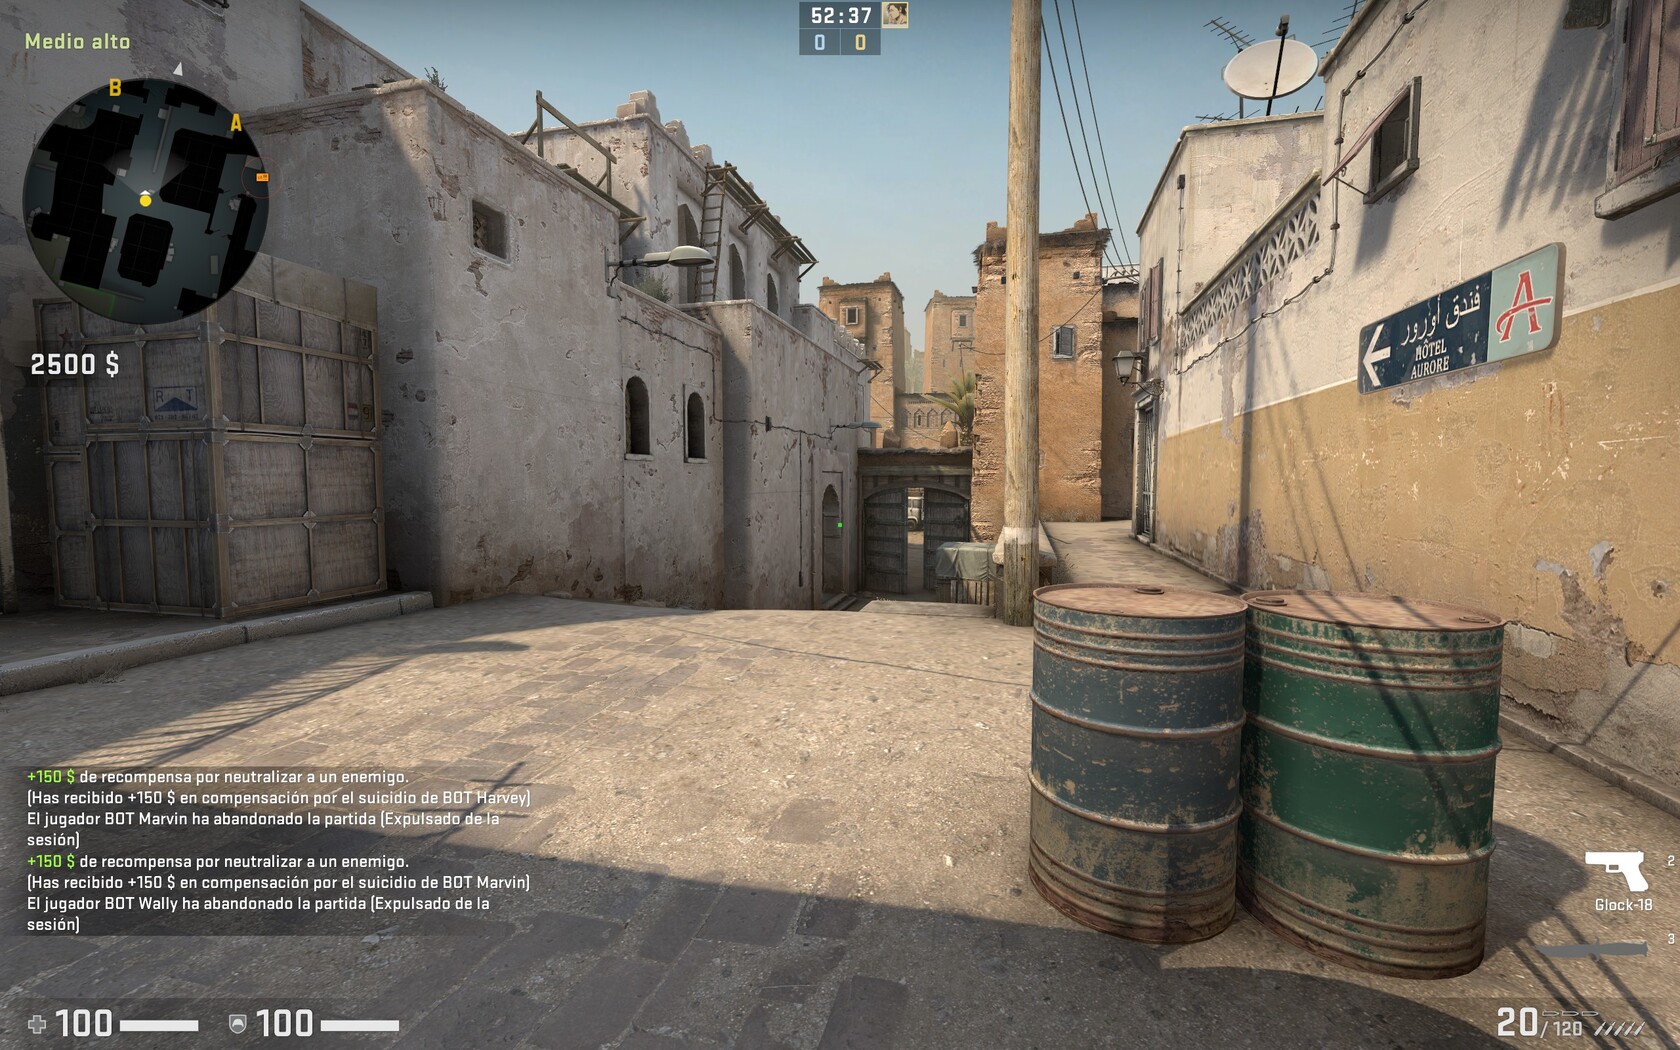 52:37
0 0
Medio alto
B
A
2500 $
فندق أورور
HÔTEL
AURORE
A
+150 $ de recompensa por neutralizar a un enemigo.
(Has recibido +150 $ en compensación por el suicidio de BOT Harvey)
El jugador BOT Marvin ha abandonado la partida (Expulsado de la
sesión)
+150 $ de recompensa por neutralizar a un enemigo.
(Has recibido +150 $ en compensación por el suicidio de BOT Marvin)
El jugador BOT Wally ha abandonado la partida (Expulsado de la
sesión)
2
Glock-18
3
100 100
20 / 120